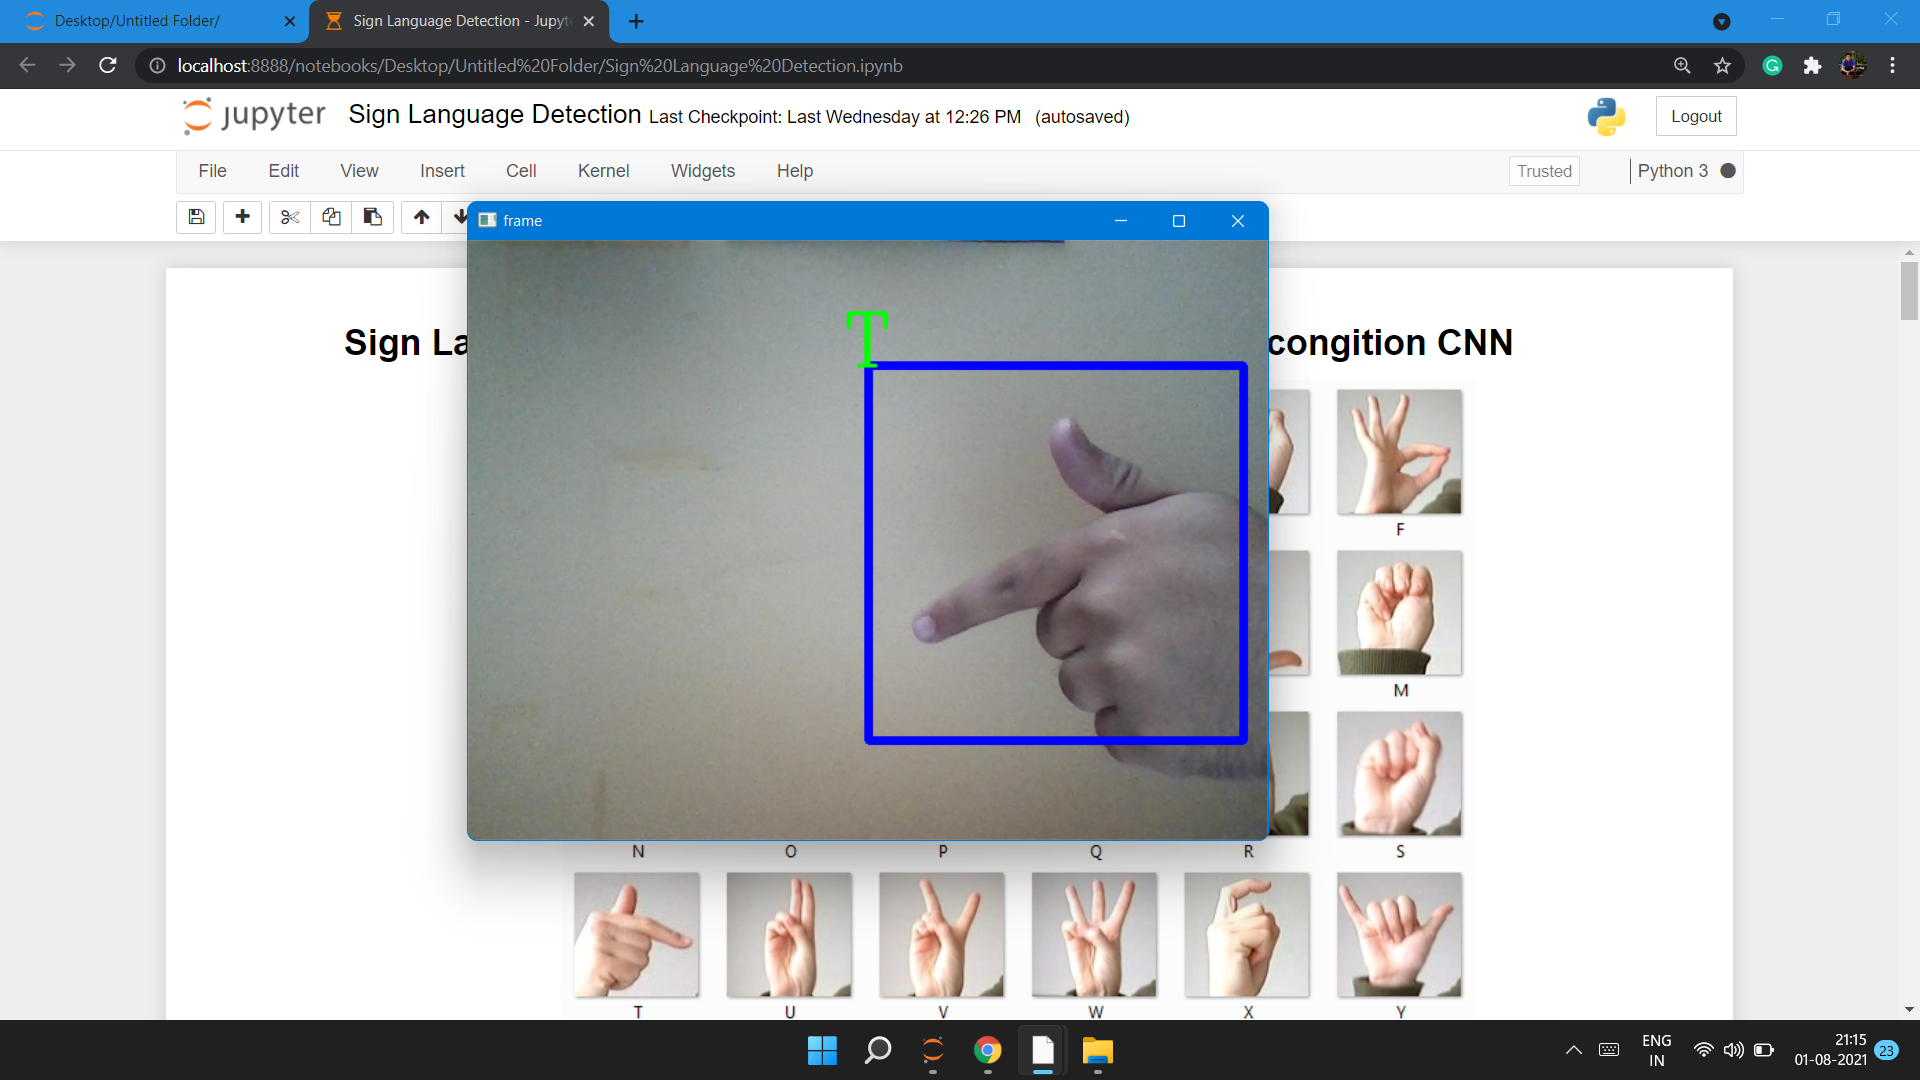 Desktop/Untitled Folder/
Sign Language Detection - Jupyt
localhost:8888/notebooks/Desktop/Untitled%20Folder/Sign%20Language%20Detection.ipynb
jupyter Sign Language Detection Last Checkpoint: Last Wednesday at 12:26 PM (autosaved)
Logout
File Edit View Insert Cell Kernel Widgets Help
Trusted
Python 3
frame
T
Sign La
congition CNN
F
M
N O P Q R S
T U V W X Y
ENG
IN
21:15
01-08-2021
23